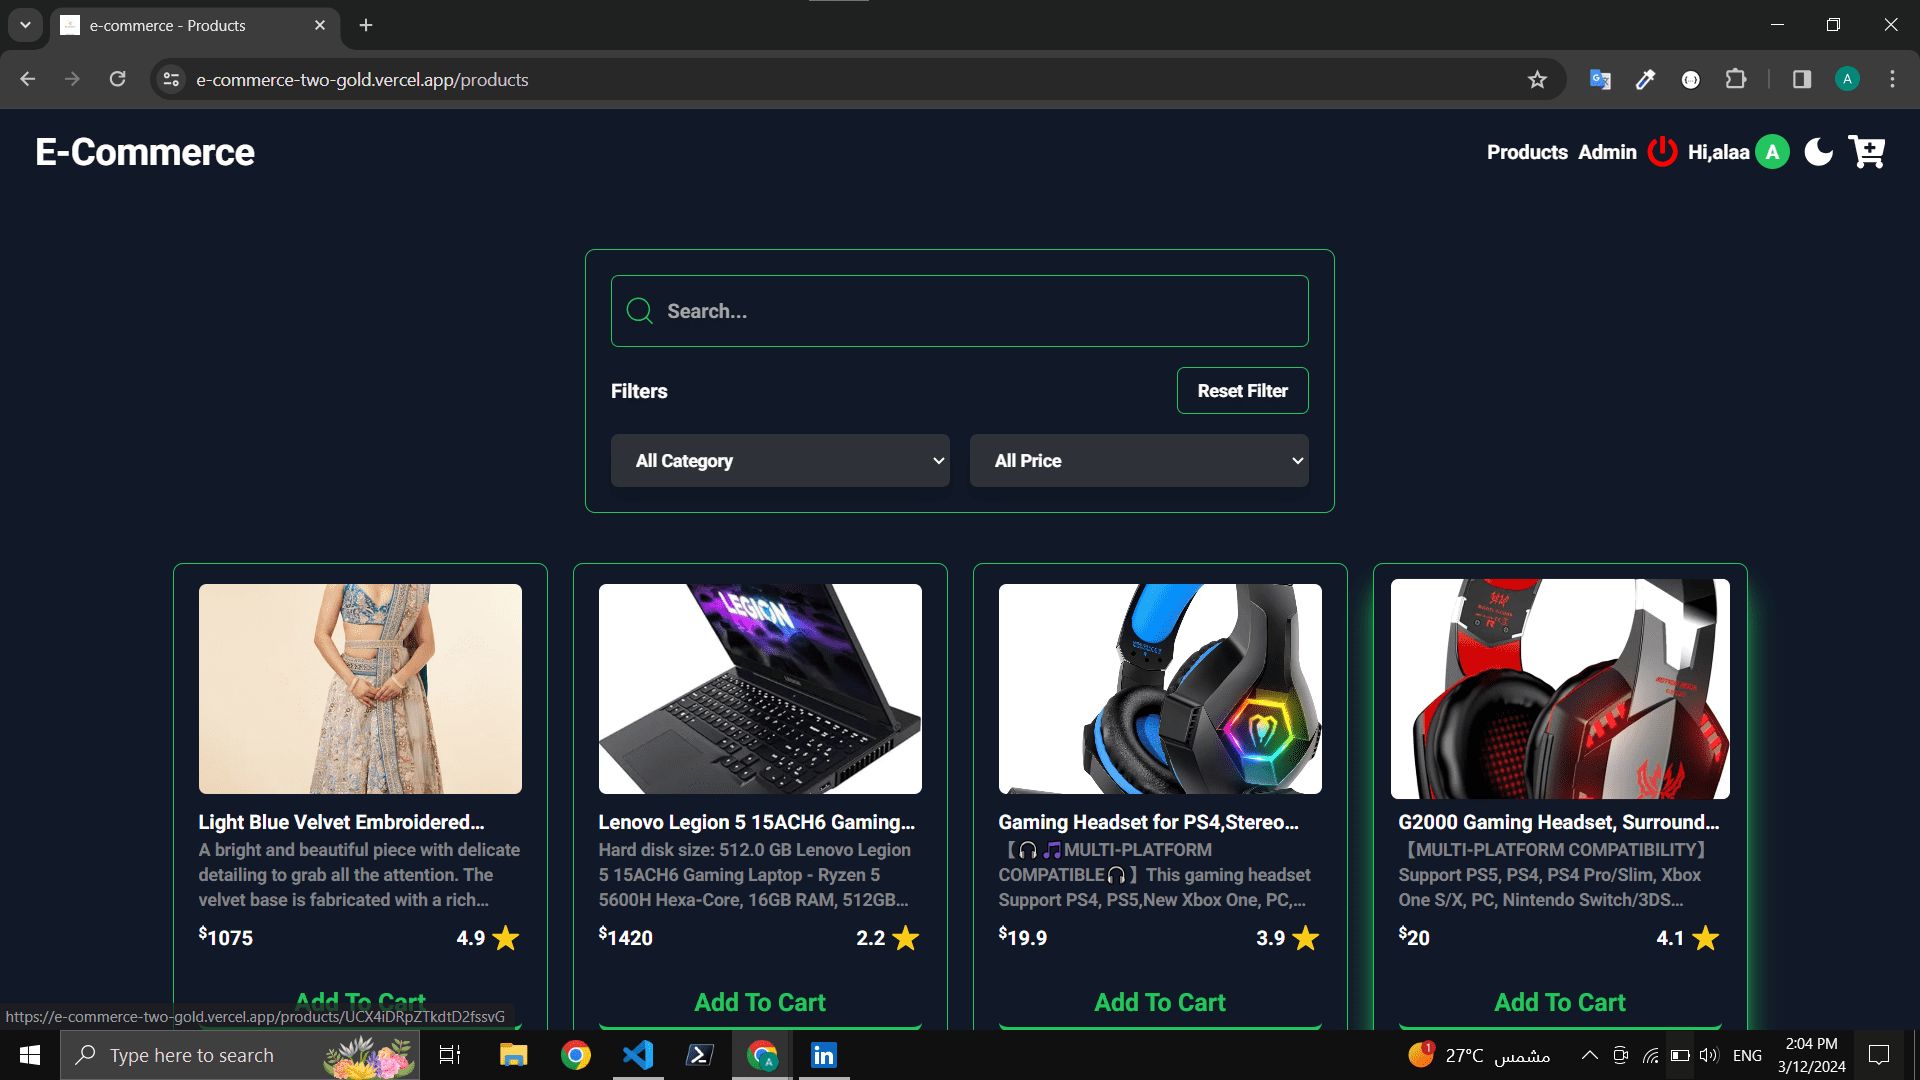 e-commerce - Products
e-commerce-two-gold.vercel.app/products
A
E-Commerce
Products Admin Hi,alaa A
Search...
Filters
Reset Filter
All Category
All Price
LEGION
Light Blue Velvet Embroidered...
A bright and beautiful piece with delicate
detailing to grab all the attention. The
velvet base is fabricated with a rich...
$1075
4.9
Add To Cart
Lenovo Legion 5 15ACH6 Gaming...
Hard disk size: 512.0 GB Lenovo Legion
5 15ACH6 Gaming Laptop - Ryzen 5
5600H Hexa-Core, 16GB RAM, 512GB...
$1420
2.2
Add To Cart
Gaming Headset for PS4,Stereo...
【🎧🎵MULTI-PLATFORM
COMPATIBLE🎧】This gaming headset
Support PS4, PS5,New Xbox One, PC,...
$19.9
3.9
Add To Cart
G2000 Gaming Headset, Surround...
【MULTI-PLATFORM COMPATIBILITY】
Support PS5, PS4, PS4 Pro/Slim, Xbox
One S/X, PC, Nintendo Switch/3DS...
$20
4.1
Add To Cart
https://e-commerce-two-gold.vercel.app/products/UCX4iDRpZTkdtD2fssvG
Type here to search
A
in
1
27°C مشمس
ENG
2:04 PM
3/12/2024